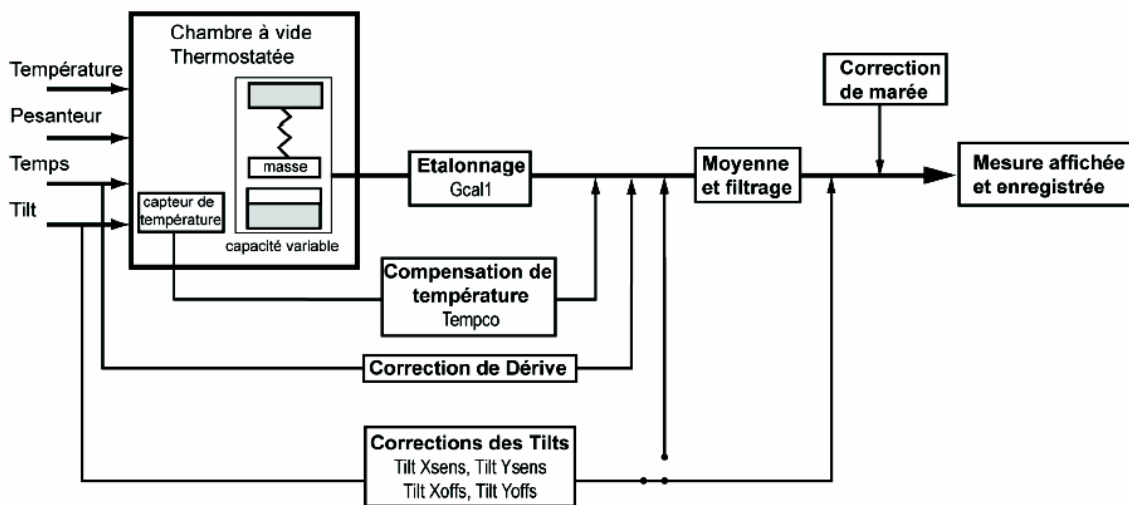 Chambre à vide
Thermostatée
Température
Pesanteur
Temps
Tilt
masse
capteur de
température
capacité variable
Etalonnage
Gcal1
Moyenne
et filtrage
Correction
de marée
Mesure affichée
et enregistrée
Compensation de
température
Tempco
Correction de Dérive
Corrections des Tilts
Tilt Xsens, Tilt Ysens
Tilt Xoffs, Tilt Yoffs